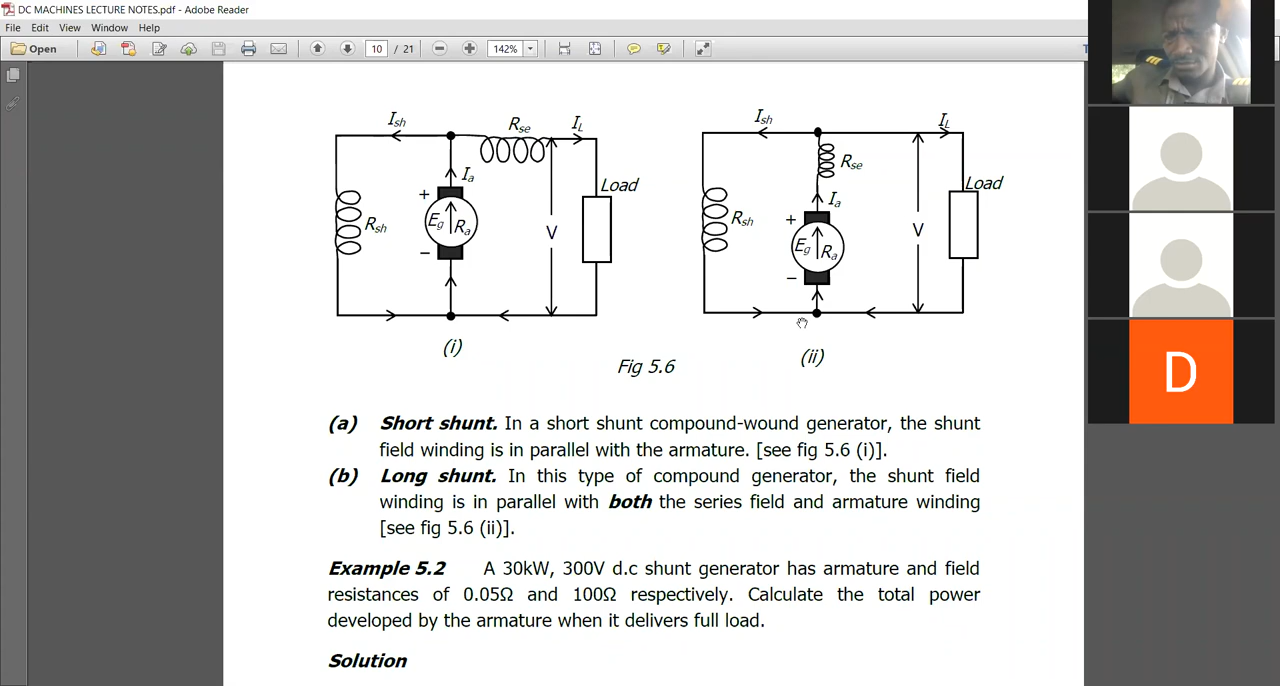 DC MACHINES LECTURE NOTES.pdf - Adobe Reader
File Edit View Window Help
Open 10 / 21 142% T
Ish Rse IL
Ia
Load
+ Eg Ra
Rsh V
−
(i)
Ish IL
Rse
Load
Ia
+ Eg Ra
Rsh V
−
(ii)
Fig 5.6
(a) Short shunt. In a short shunt compound-wound generator, the shunt
field winding is in parallel with the armature. [see fig 5.6 (i)].
(b) Long shunt. In this type of compound generator, the shunt field
winding is in parallel with both the series field and armature winding
[see fig 5.6 (ii)].
Example 5.2 A 30kW, 300V d.c shunt generator has armature and field
resistances of 0.05Ω and 100Ω respectively. Calculate the total power
developed by the armature when it delivers full load.
Solution
D